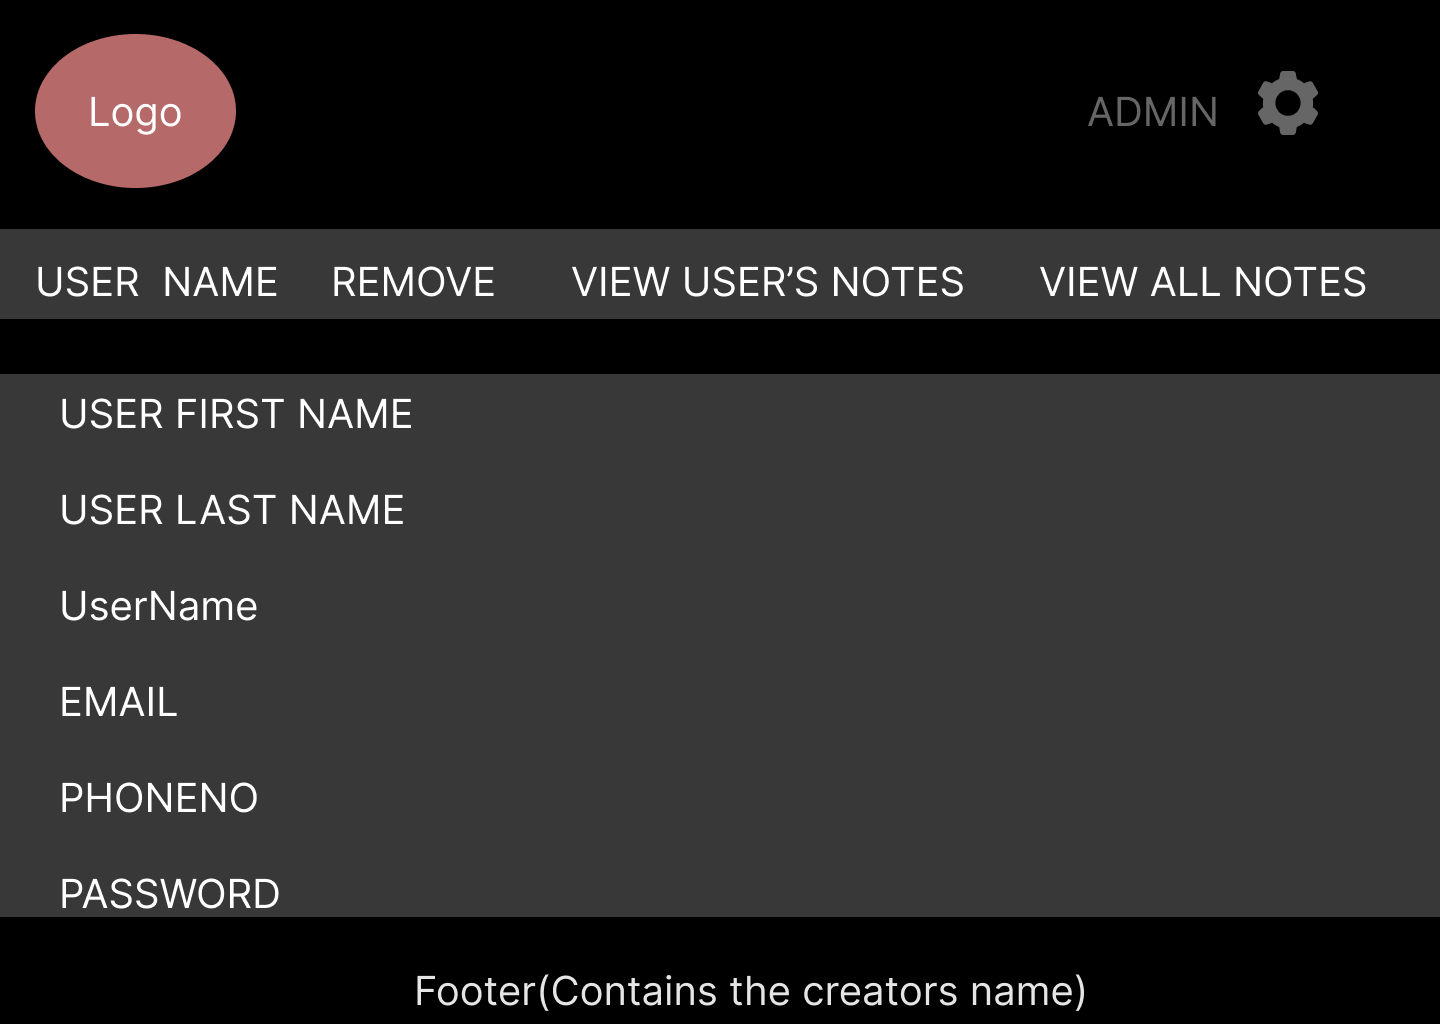 Logo
ADMIN
USER  NAME  REMOVE  VIEW USER’S NOTES  VIEW ALL NOTES
USER FIRST NAME
USER LAST NAME
UserName
EMAIL
PHONENO
PASSWORD
Footer(Contains the creators name)